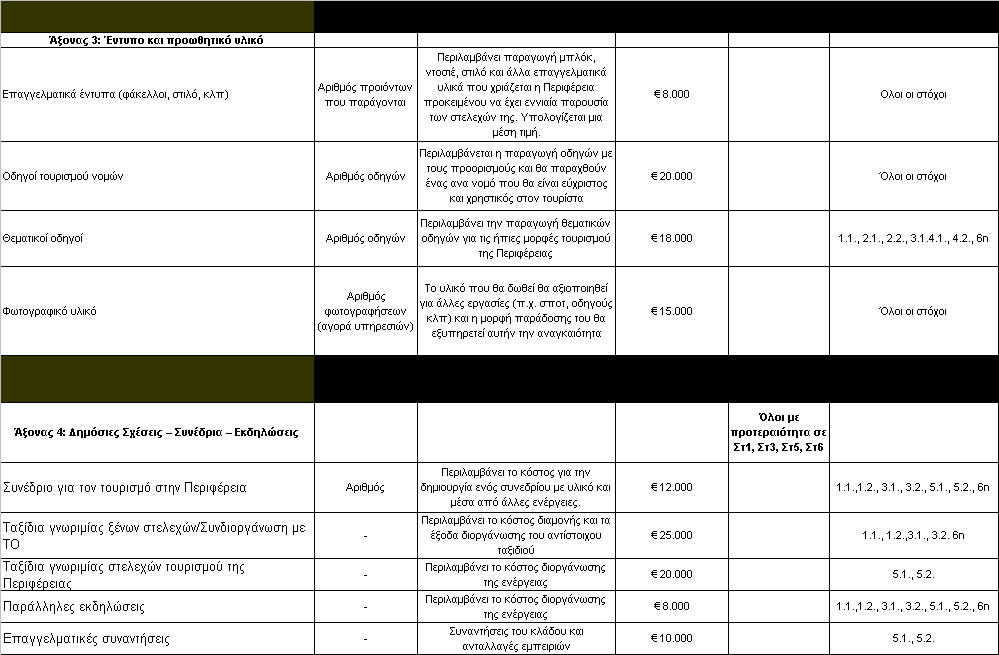 Άξονας 3: Έντυπο και προωθητικό υλικό
Επαγγελματικά έντυπα (φάκελλοι, στιλό, κλπ)
Αριθμός προϊόντων
που παράγονται
Περιλαμβάνει παραγωγή μπλόκ,
ντοσιέ, στιλό και άλλα επαγγελματικά
υλικά που χριάζεται η Περιφέρεια
προκειμένου να έχει εννιαία παρουσία
των στελεχών της. Υπολογίζεται μια
μέση τιμή.
€ 8.000
Ολοι οι στόχοι
Οδηγοί τουρισμού νομών
Αριθμός οδηγών
Περιλαμβάνεται η παραγωγή οδηγών με
τους προορισμούς και θα παραχθούν
ένας ανα νομό που θα είναι εύχριστος
και χρηστικός στον τουρίστα
€ 20.000
Όλοι οι στόχοι
Θεματικοί οδηγοί
Αριθμός οδηγών
Περιλαμβάνει την παραγωγή θεματικών
οδηγών για τις ήπιες μορφές τουρισμού
της Περιφέρειας
€ 18.000
1.1., 2.1., 2.2., 3.1.4.1., 4.2., 6η
Φωτογραφικό υλικό
Αριθμός
φωτογραφήσεων
(αγορά υπηρεσιών)
Το υλικό που θα δωθεί θα αξιοποιηθεί
για άλλες εργασίες (π.χ. σποτ, οδηγούς
κλπ) και η μορφή παράδοσης του θα
εξυπηρετεί αυτήν την αναγκαιότητα
€ 15.000
Όλοι οι στόχοι
Άξονας 4: Δημόσιες Σχέσεις – Συνέδρια – Εκδηλώσεις
Όλοι με
προτεραιότητα σε
Στ1, Στ3, Στ5, Στ6
Συνέδριο για τον τουρισμό στην Περιφέρεια
Αριθμός
Περιλαμβάνει το κόστος για την
δημιουργία ενός συνεδρίου με υλικό και
μέσα από άλλες ενέργειες.
€ 12.000
1.1.,1.2., 3.1., 3.2., 5.1., 5.2., 6η
Ταξίδια γνωριμίας ξένων στελεχών/Συνδιοργάνωση με
ΤΟ
-
Περιλαμβάνει το κόστος διαμονής και τα
έξοδα διοργάνωσης του αντίστοιχου
ταξιδιού
€ 25.000
1.1., 1.2.,3.1., 3.2. 6η
Ταξίδια γνωριμίας στελεχών τουρισμού της
Περιφέρειας
-
Περιλαμβάνει το κόστος διοργάνωσης
της ενέργειας
€ 20.000
5.1., 5.2.
Παράλληλες εκδηλώσεις
-
Περιλαμβάνει το κόστος διοργάνωσης
της ενέργειας
€ 8.000
1.1.,1.2., 3.1., 3.2., 5.1., 5.2., 6η
Επαγγελματικές συναντήσεις
-
Συναντήσεις του κλάδου και
ανταλλαγές εμπειριών
€ 10.000
5.1., 5.2.